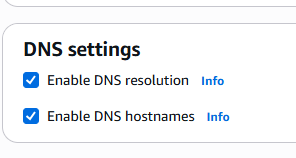 DNS settings
Enable DNS resolution Info
Enable DNS hostnames Info